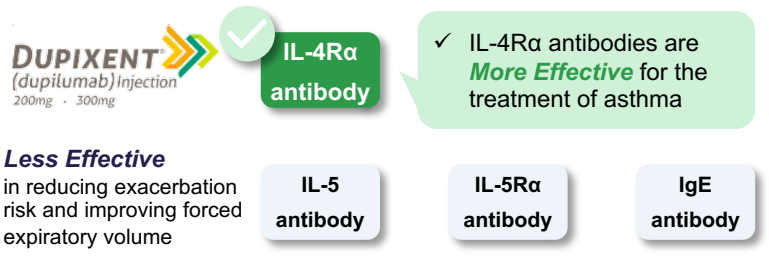 DUPIXENT
(dupilumab) Injection
200mg · 300mg
IL-4Rα
antibody
✓ IL-4Rα antibodies are
More Effective for the
treatment of asthma
Less Effective
in reducing exacerbation
risk and improving forced
expiratory volume
IL-5
antibody
IL-5Rα
antibody
IgE
antibody